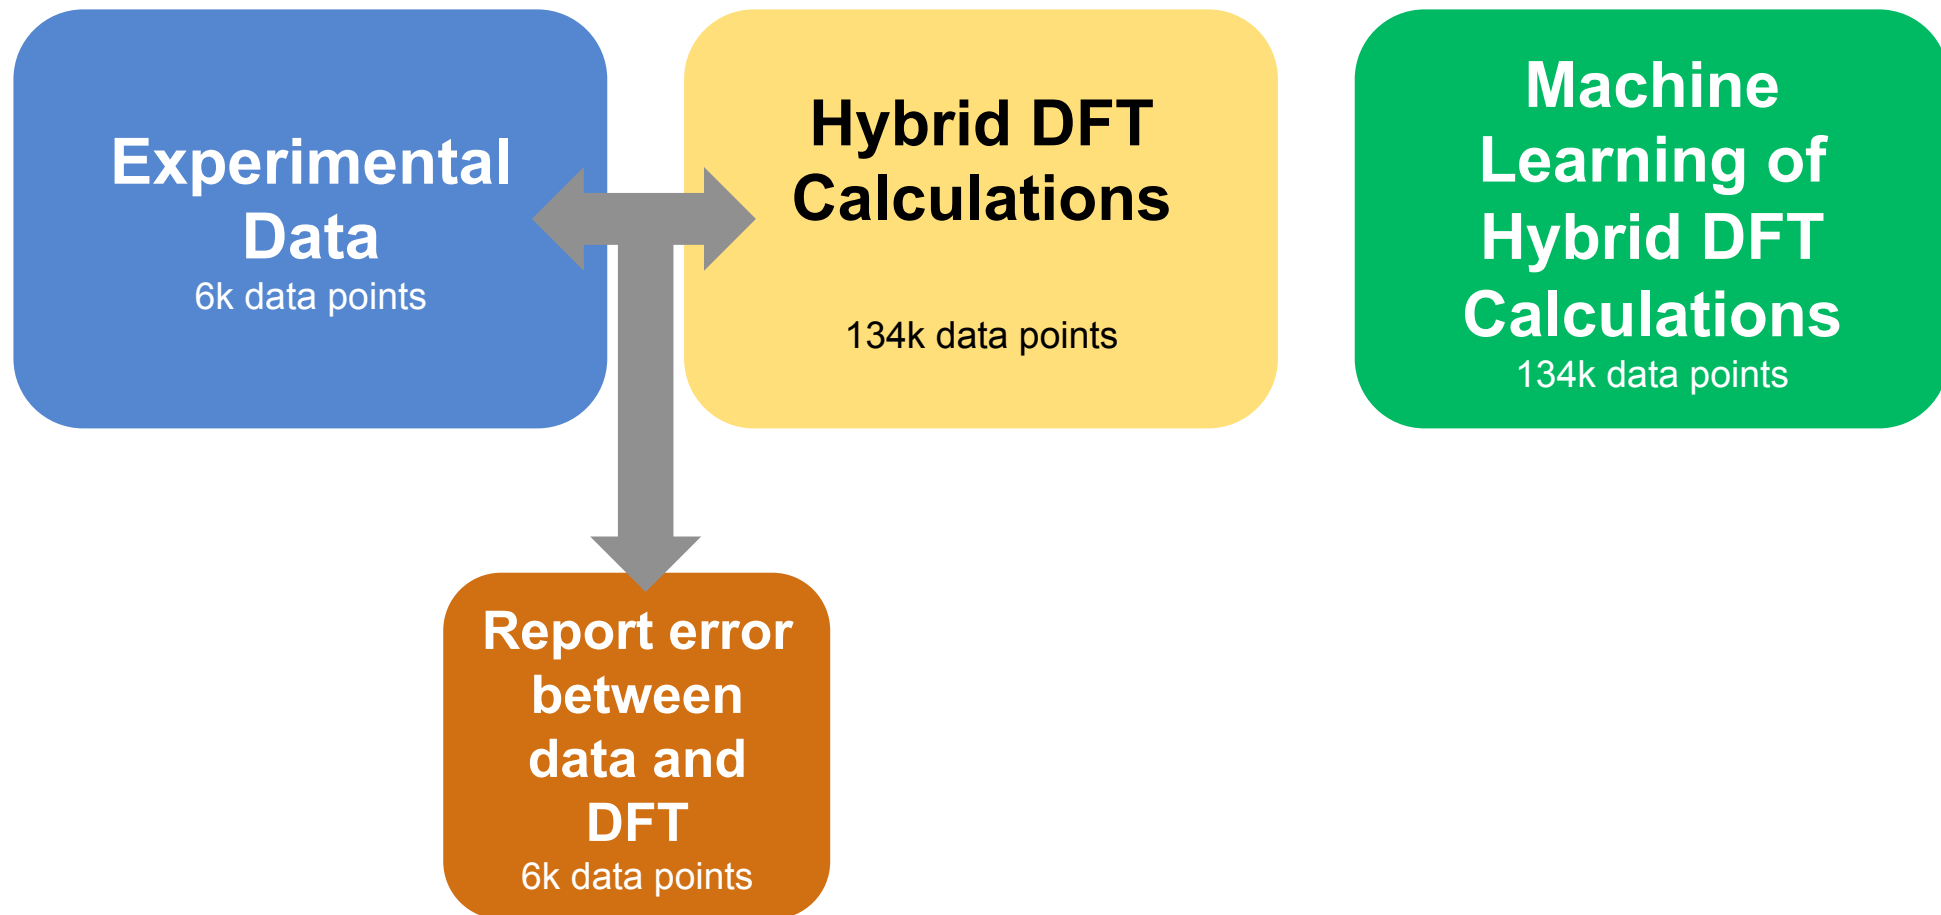 Experimental
Data
6k data points
Hybrid DFT
Calculations
134k data points
Machine
Learning of
Hybrid DFT
Calculations
134k data points
Report error
between
data and
DFT
6k data points